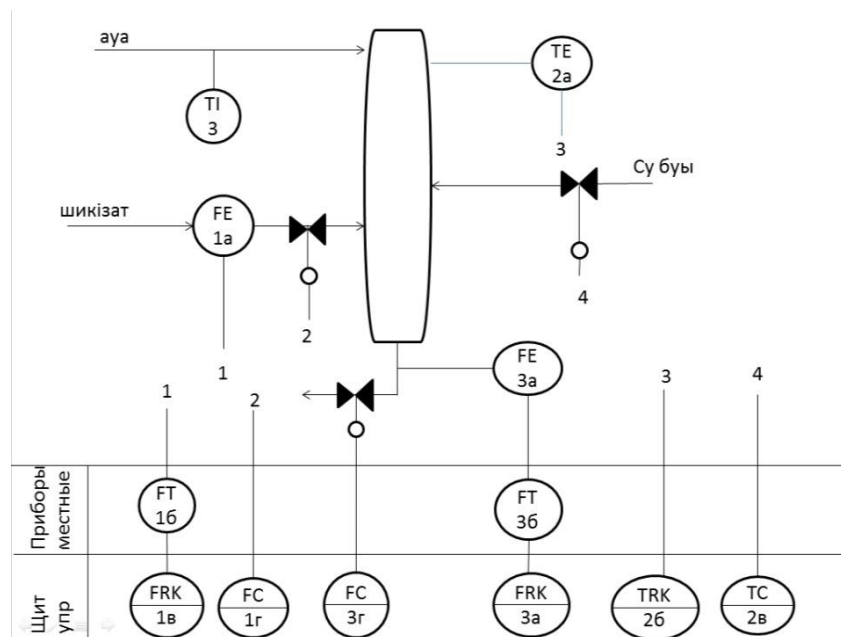 ауа
TE
2а
TI
3
3
Су буы
шикізат
FE
1а
4
2
1
FE
3а
1
2
3
4
Приборы
местные
FT
1б
FT
3б
Щит
упр
FRK
1в
FC
1г
FC
3г
FRK
3а
TRK
2б
TC
2в